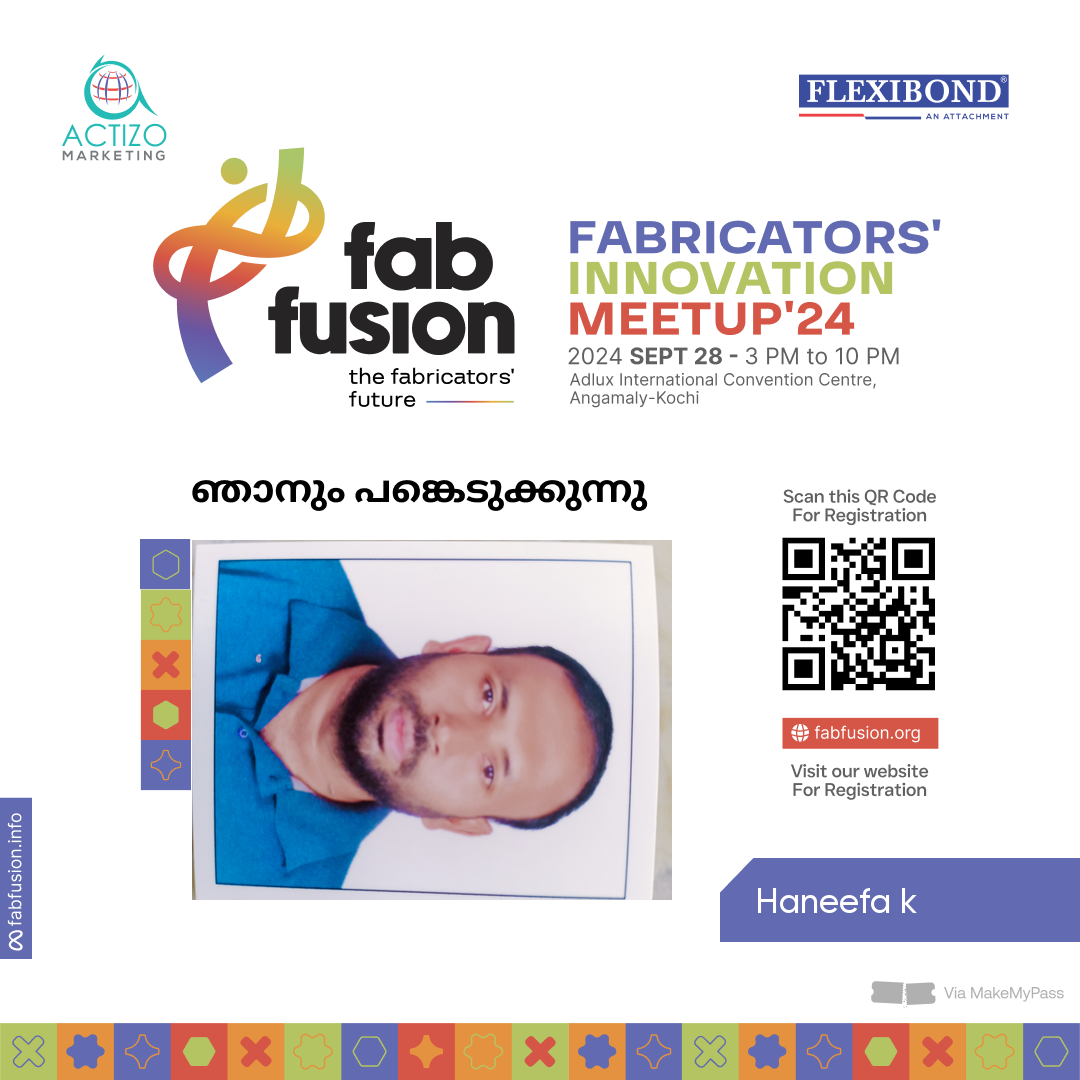 ACTIZO
MARKETING
FLEXIBOND®
AN ATTACHMENT
fab
fusion
the fabricators'
future
FABRICATORS'
INNOVATION
MEETUP'24
2024 SEPT 28 - 3 PM to 10 PM
Adlux International Convention Centre,
Angamaly-Kochi
ഞാനും പങ്കെടുക്കുന്നു
Scan this QR Code
For Registration
fabfusion.org
Visit our website
For Registration
fabfusion.info
Haneefa k
Via MakeMyPass